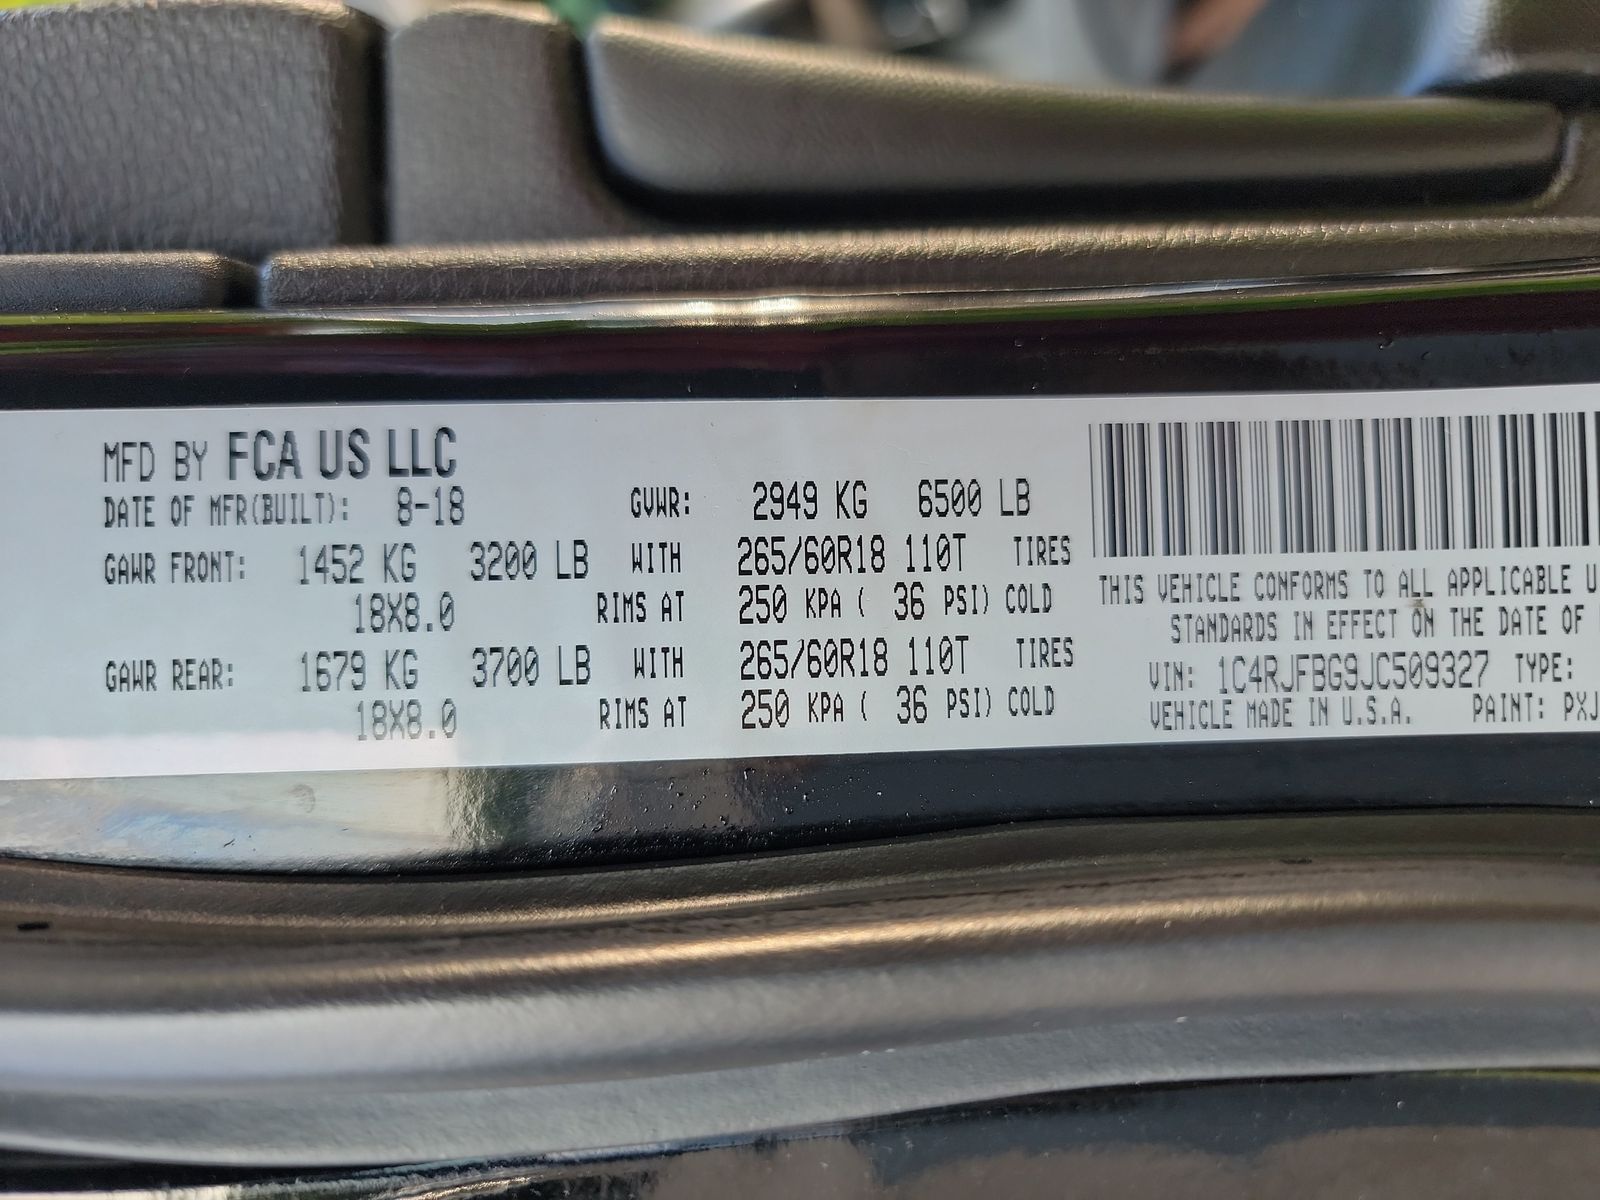 MFD BY FCA US LLC
DATE OF MFR(BUILT): 8-18 GVWR: 2949 KG 6500 LB
GAWR FRONT: 1452 KG 3200 LB WITH 265/60R18 110T TIRES
18X8.0 RIMS AT 250 KPA ( 36 PSI) COLD
GAWR REAR: 1679 KG 3700 LB WITH 265/60R18 110T TIRES
18X8.0 RIMS AT 250 KPA ( 36 PSI) COLD
THIS VEHICLE CONFORMS TO ALL APPLICABLE U
STANDARDS IN EFFECT ON THE DATE OF
VIN: 1C4RJFBG9JC509327 TYPE:
VEHICLE MADE IN U.S.A. PAINT: PXJ